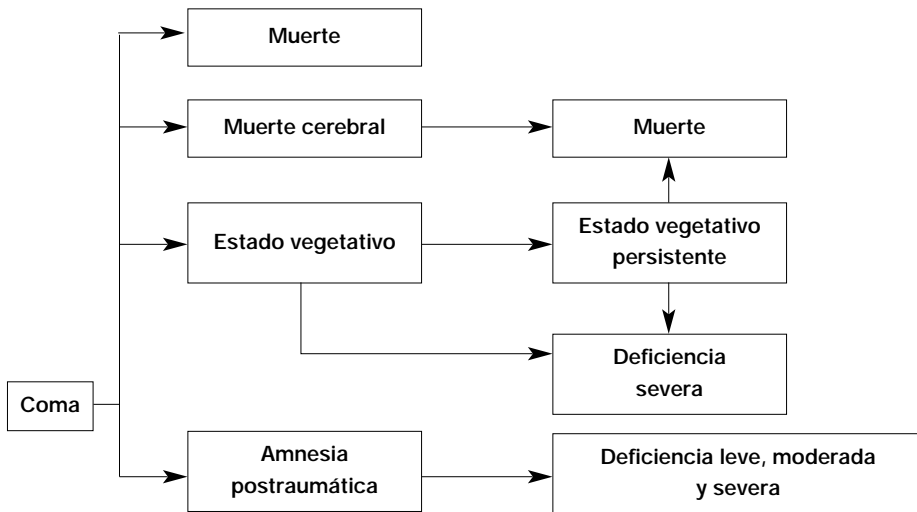 Muerte
Muerte cerebral
Muerte
Estado vegetativo
Estado vegetativo
persistente
Deficiencia
severa
Coma
Amnesia
postraumática
Deficiencia leve, moderada
y severa